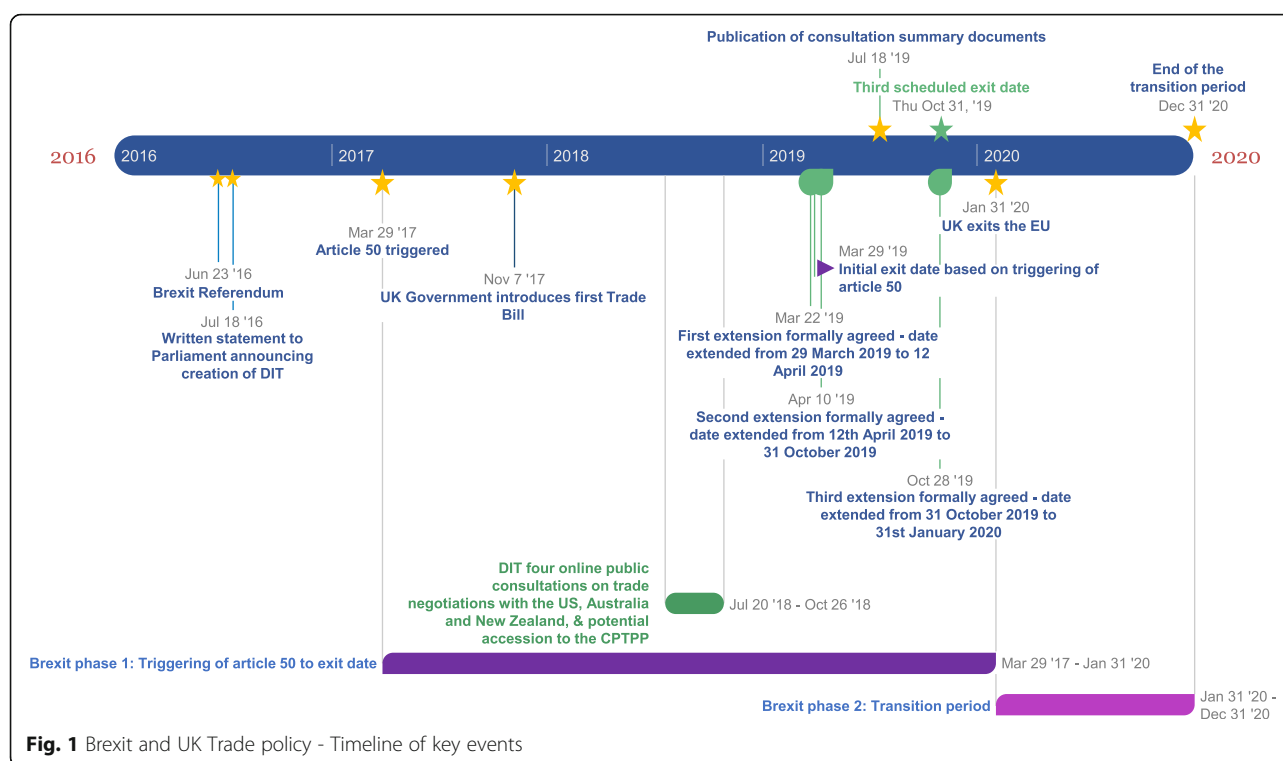 Publication of consultation summary documents
Jul 18 '19
Third scheduled exit date
Thu Oct 31, '19
End of the
transition period
Dec 31 '20
2016
2016
2017
2018
2019
2020
2020
Jun 23 '16
Brexit Referendum
Jul 18 '16
Written statement to
Parliament announcing
creation of DIT
Mar 29 '17
Article 50 triggered
Nov 7 '17
UK Government introduces first Trade
Bill
Jan 31 '20
UK exits the EU
Mar 29 '19
Initial exit date based on triggering of
article 50
Mar 22 '19
First extension formally agreed - date
extended from 29 March 2019 to 12
April 2019
Apr 10 '19
Second extension formally agreed -
date extended from 12th April 2019 to
31 October 2019
Oct 28 '19
Third extension formally agreed - date
extended from 31 October 2019 to
31st January 2020
DIT four online public
consultations on trade
negotiations with the US, Australia
and New Zealand, & potential
accession to the CPTPP
Jul 20 '18 - Oct 26 '18
Brexit phase 1: Triggering of article 50 to exit date
Mar 29 '17 - Jan 31 '20
Brexit phase 2: Transition period
Jan 31 '20 -
Dec 31 '20
Fig. 1 Brexit and UK Trade policy - Timeline of key events